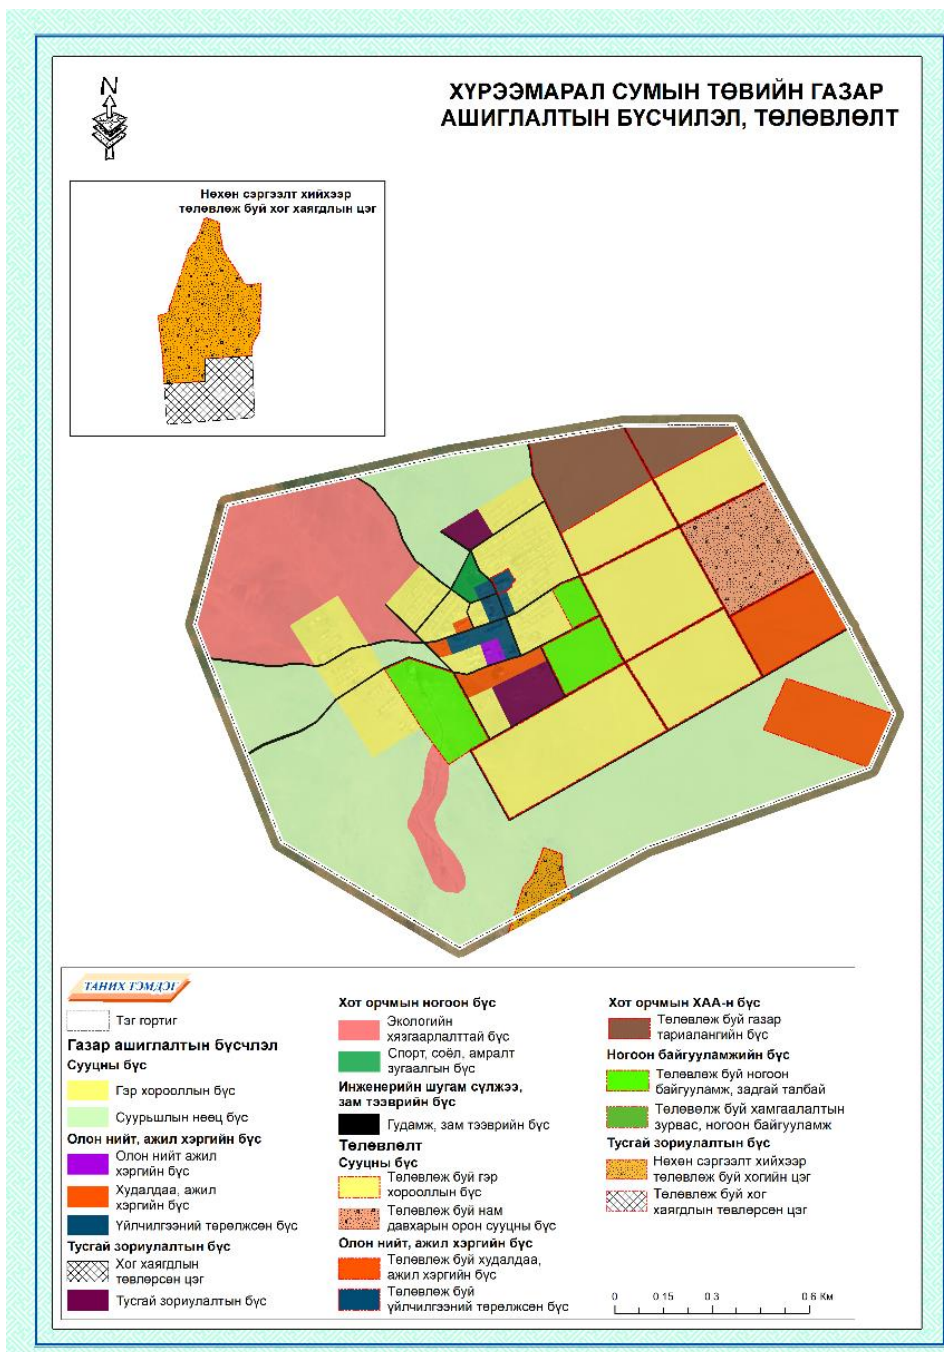 N
ХҮРЭЭМАРАЛ СУМЫН ТӨВИЙН ГАЗАР
АШИГЛАЛТЫН БҮСЧИЛЭЛ, ТӨЛӨВЛӨЛТ
Нөхөн сэргээлт хийхээр
төлөвлөж буй хог хаягдлын цэг
ТАНИХ ТЭМДЭГ
Тэг гортиг
Газар ашиглалтын бүсчлэл
Сууцны бүс
Гэр хорооллын бүс
Суурьшлын нөөц бүс
Олон нийт, ажил хэргийн бүс
Олон нийт ажил
хэргийн бүс
Худалдаа, ажил
хэргийн бүс
Үйлчилгээний төрөлжсөн бүс
Тусгай зориулалтын бүс
Хог хаягдлын
төвлөрсөн цэг
Тусгай зориулалтын бүс
Хот орчмын ногоон бүс
Экологийн
хязгаарлалттай бүс
Спорт, соёл, амралт
зугаалгын бүс
Инженерийн шугам сүлжээ,
зам тээврийн бүс
Гудамж, зам тээврийн бүс
Төлөвлөлт
Сууцны бүс
Төлөвлөж буй гэр
хорооллын бүс
Төлөвлөж буй нам
давхарын орон сууцны бүс
Олон нийт, ажил хэргийн бүс
Төлөвлөж буй худалдаа,
ажил хэргийн бүс
Төлөвлөж буй
үйлчилгээний төрөлжсөн бүс
Хот орчмын ХАА-н бүс
Төлөвлөж буй газар
тариалангийн бүс
Ногоон байгууламжийн бүс
Төлөвлөж буй ногоон
байгууламж, задгай талбай
Төлөвөлж буй хамгаалалтын
зурвас, ногоон байгууламж
Тусгай зориулалтын бүс
Нөхөн сэргээлт хийхээр
төлөвлөж буй хогийн цэг
Төлөвлөж буй хог
хаягдлын төвлөрсөн цэг
0 0 15 0 3 0 6 Км